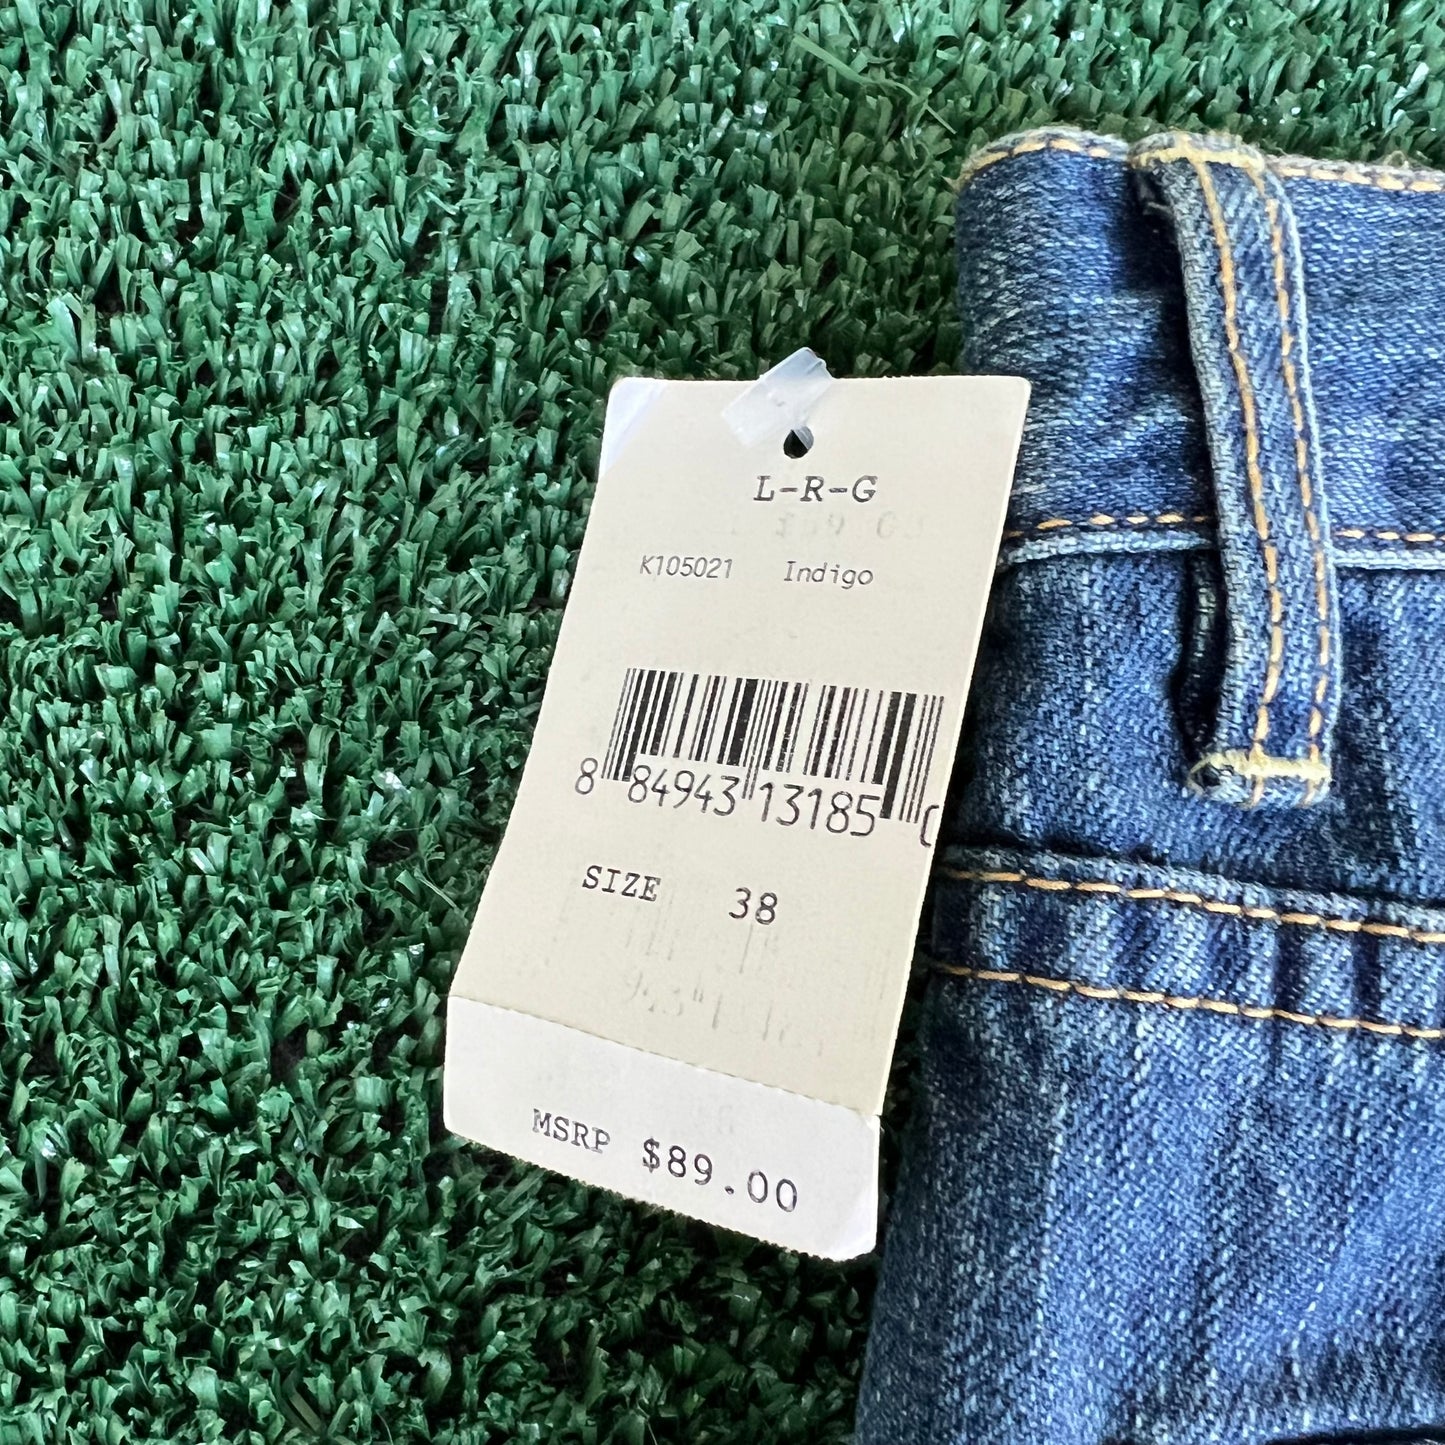 L-R-G
K105021 Indigo
8 84943 13185
SIZE 38
MSRP $89.00